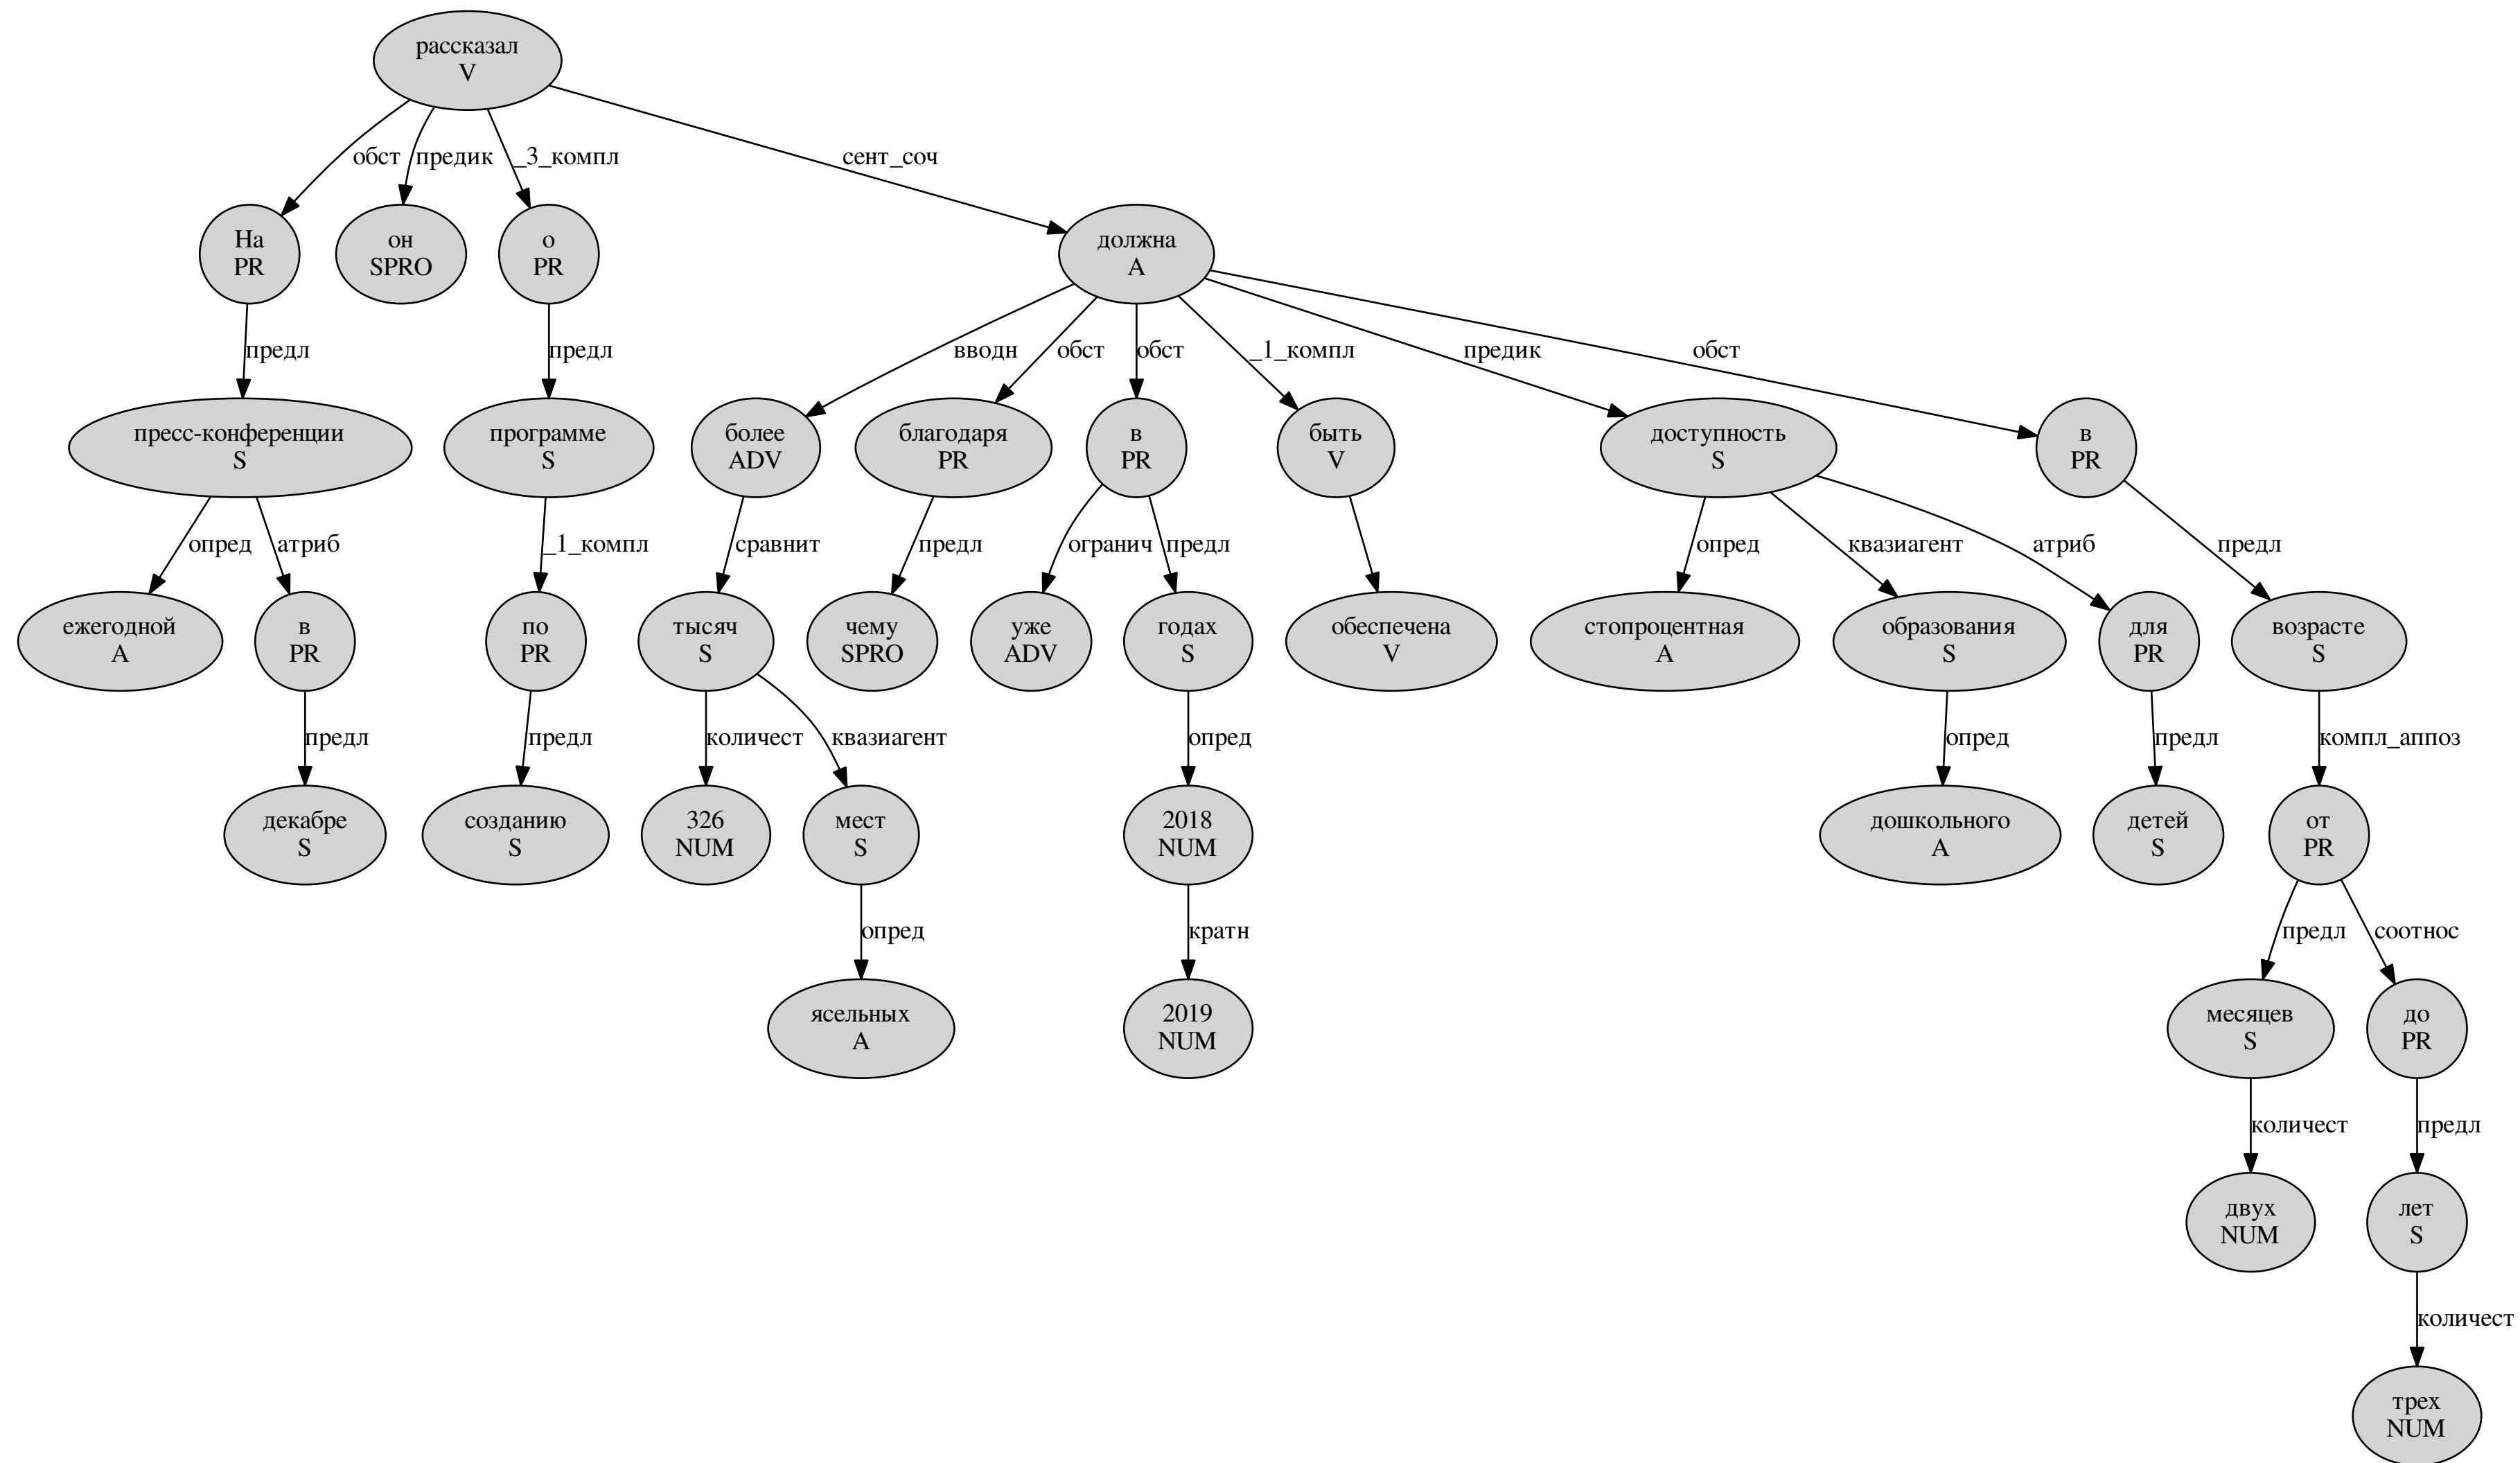 рассказал
V
обст
предик
_3_компл
сент_соч
На
PR
он
SPRO
о
PR
должна
A
предл
предл
вводн
обст
обст
_1_компл
предик
обст
пресс-конференции
S
программе
S
более
ADV
благодаря
PR
в
PR
быть
V
доступность
S
в
PR
опред
атриб
_1_компл
сравнит
предл
огранич
предл
опред
квазиагент
атриб
предл
ежегодной
A
в
PR
по
PR
тысяч
S
чему
SPRO
уже
ADV
годах
S
обеспечена
V
стопроцентная
A
образования
S
для
PR
возрасте
S
предл
предл
количест
квазиагент
опред
опред
предл
компл_аппоз
декабре
S
созданию
S
326
NUM
мест
S
2018
NUM
дошкольного
A
детей
S
от
PR
опред
кратн
предл
соотнос
ясельных
A
2019
NUM
месяцев
S
до
PR
количест
предл
двух
NUM
лет
S
количест
трех
NUM